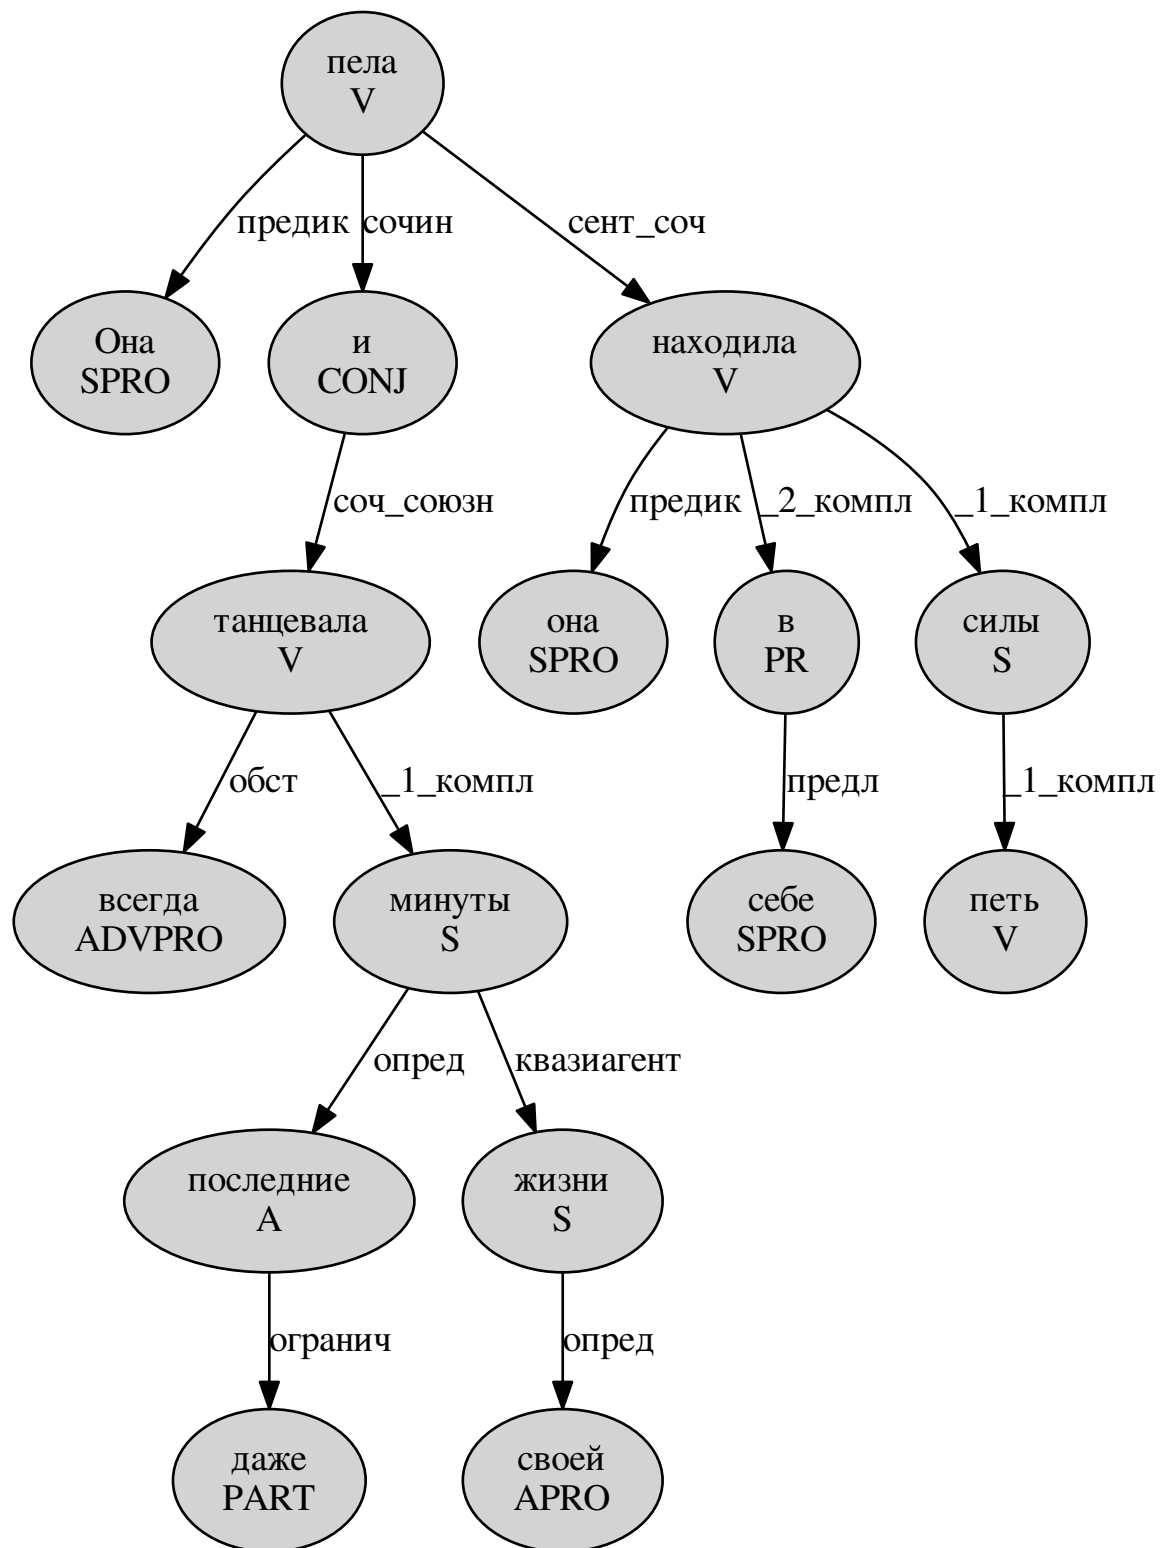 пела
V
предик
сочин
сент_соч
Она
SPRO
и
CONJ
находила
V
соч_союзн
предик
_2_компл
_1_компл
танцевала
V
она
SPRO
в
PR
силы
S
обст
_1_компл
предл
_1_компл
всегда
ADVPRO
минуты
S
себе
SPRO
петь
V
опред
квазиагент
последние
A
жизни
S
огранич
опред
даже
PART
своей
APRO